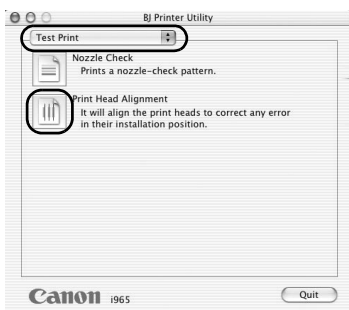 BJ Printer Utility
Test Print
Nozzle Check
Prints a nozzle-check pattern.
Print Head Alignment
It will align the print heads to correct any error
in their installation position.
Canon i965
Quit